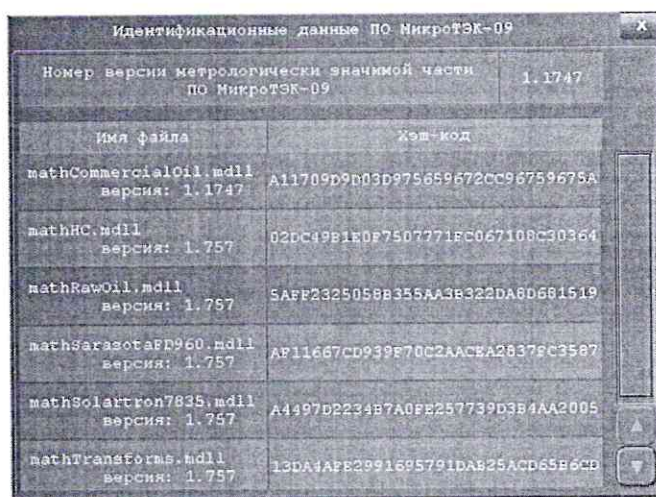 Идентификационные данные ПО МикроТЭК-09
X
Номер версии метрологически значимой части
ПО МикроТЭК-09
1.1747
Имя файла
Хэш-код
mathCommercialOil.mdll
версия: 1.1747
A11709D9D03D975659672CC96759675A
mathHC.mdll
версия: 1.757
02DC49B1E0F7507771FC067108C30364
mathRawOil.mdll
версия: 1.757
5AFF2325058B355AA3B322DA8D681519
mathSarasotaFD960.mdll
версия: 1.757
AF11667CD939F70C2AACEA2837FC3587
mathSolartron7835.mdll
версия: 1.757
A4497D2234B7A0FE257739D3B4AA2005
mathTransforms.mdll
версия: 1.757
13DA4AFE2991695791DAB25ACD65B6CD